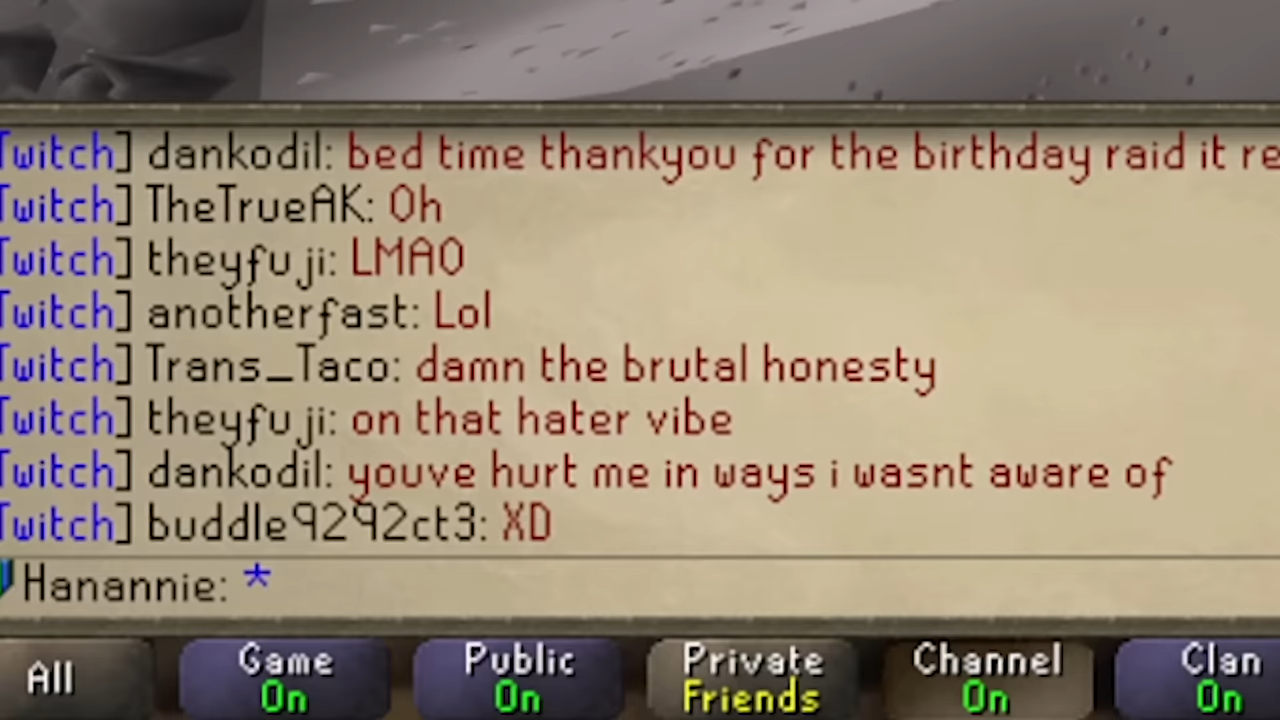 Twitch] dankodil: bed time thankyou for the birthday raid it re
Twitch] TheTrueAK: Oh
Twitch] theyfuji: LMAO
Twitch] anotherfast: Lol
Twitch] Trans_Taco: damn the brutal honesty
Twitch] theyfuji: on that hater vibe
Twitch] dankodil: youve hurt me in ways i wasnt aware of
Twitch] buddle9292ct3: XD
Hanannie: *
All Game Public Private Channel Clan
On On Friends On On